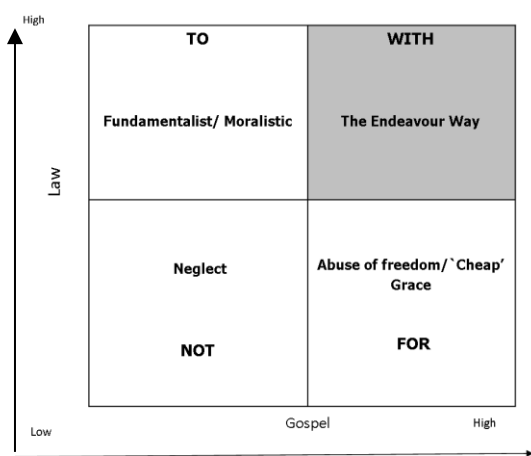 High
TO
WITH
Fundamentalist/ Moralistic
The Endeavour Way
Law
Neglect
Abuse of freedom/`Cheap’
Grace
NOT
FOR
Low
Gospel
High